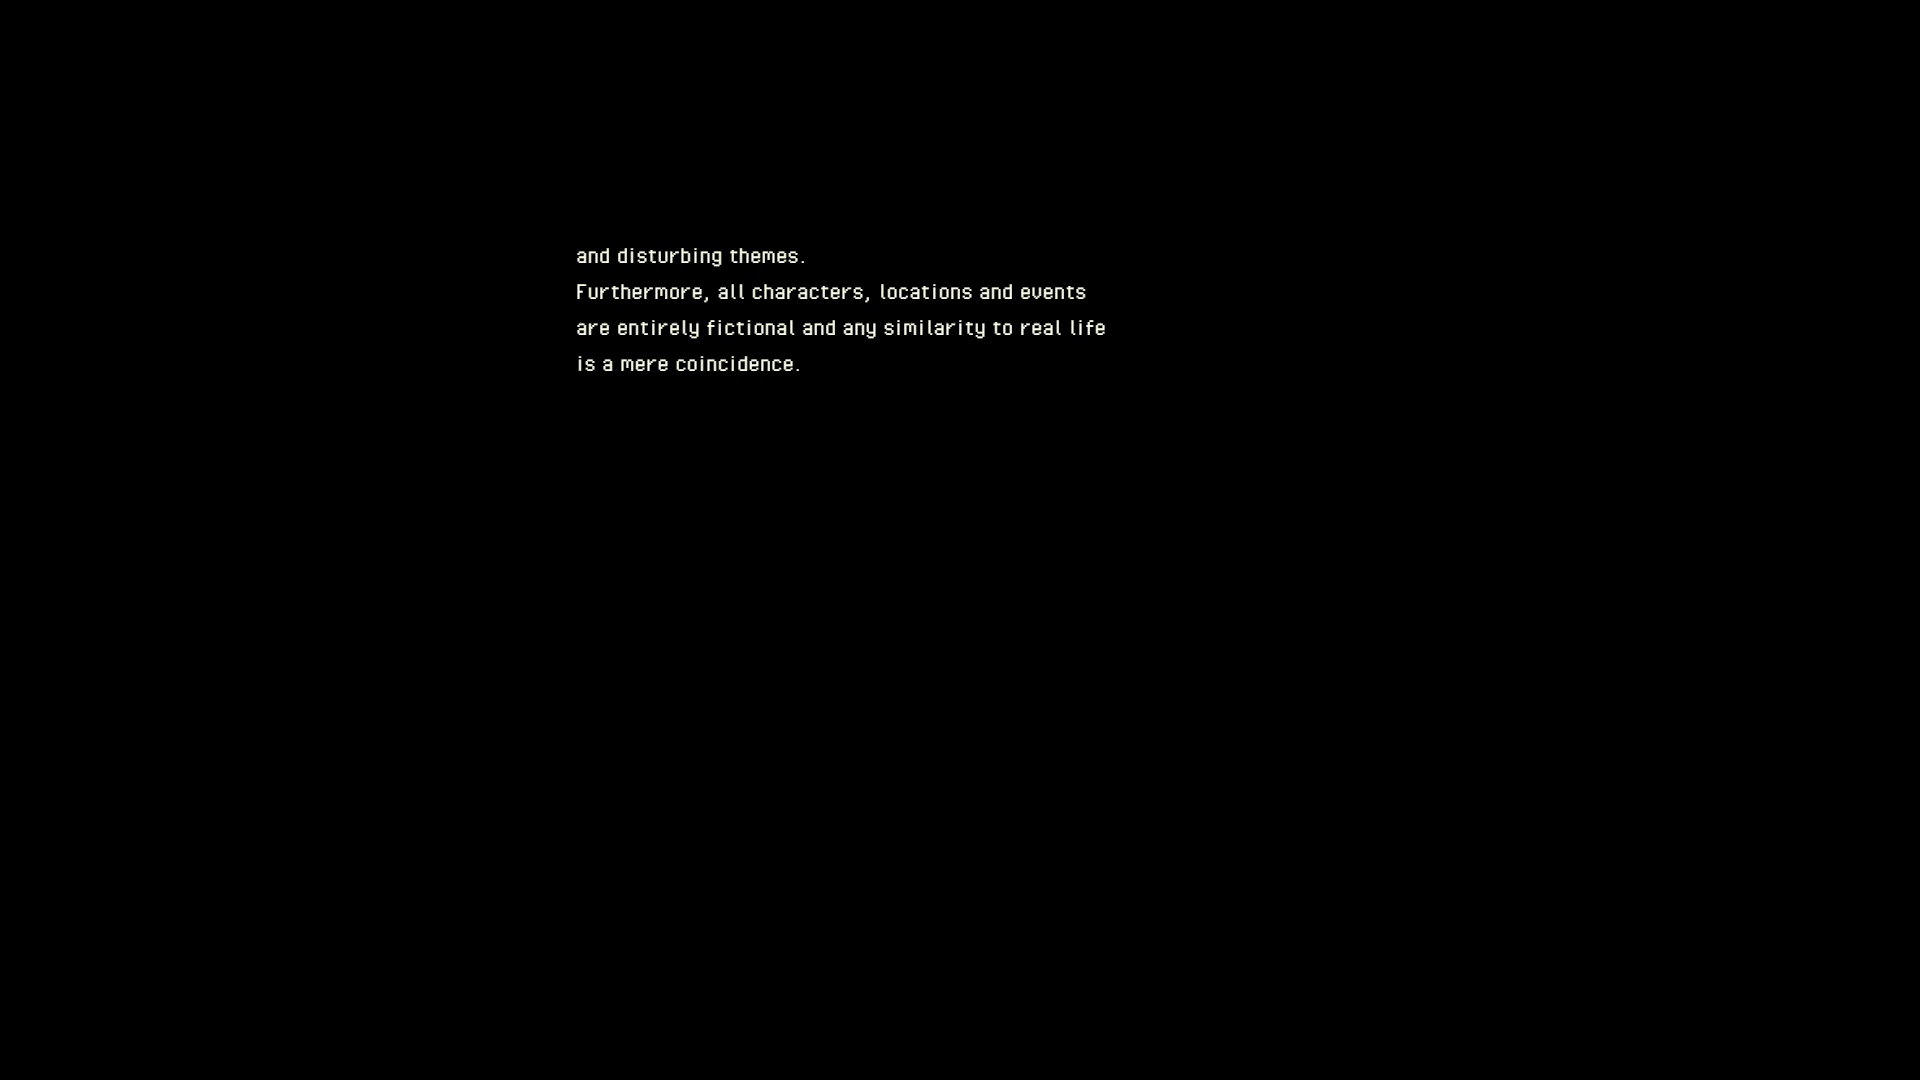 and disturbing themes.
Furthermore, all characters, locations and events
are entirely fictional and any similarity to real life
is a mere coincidence.